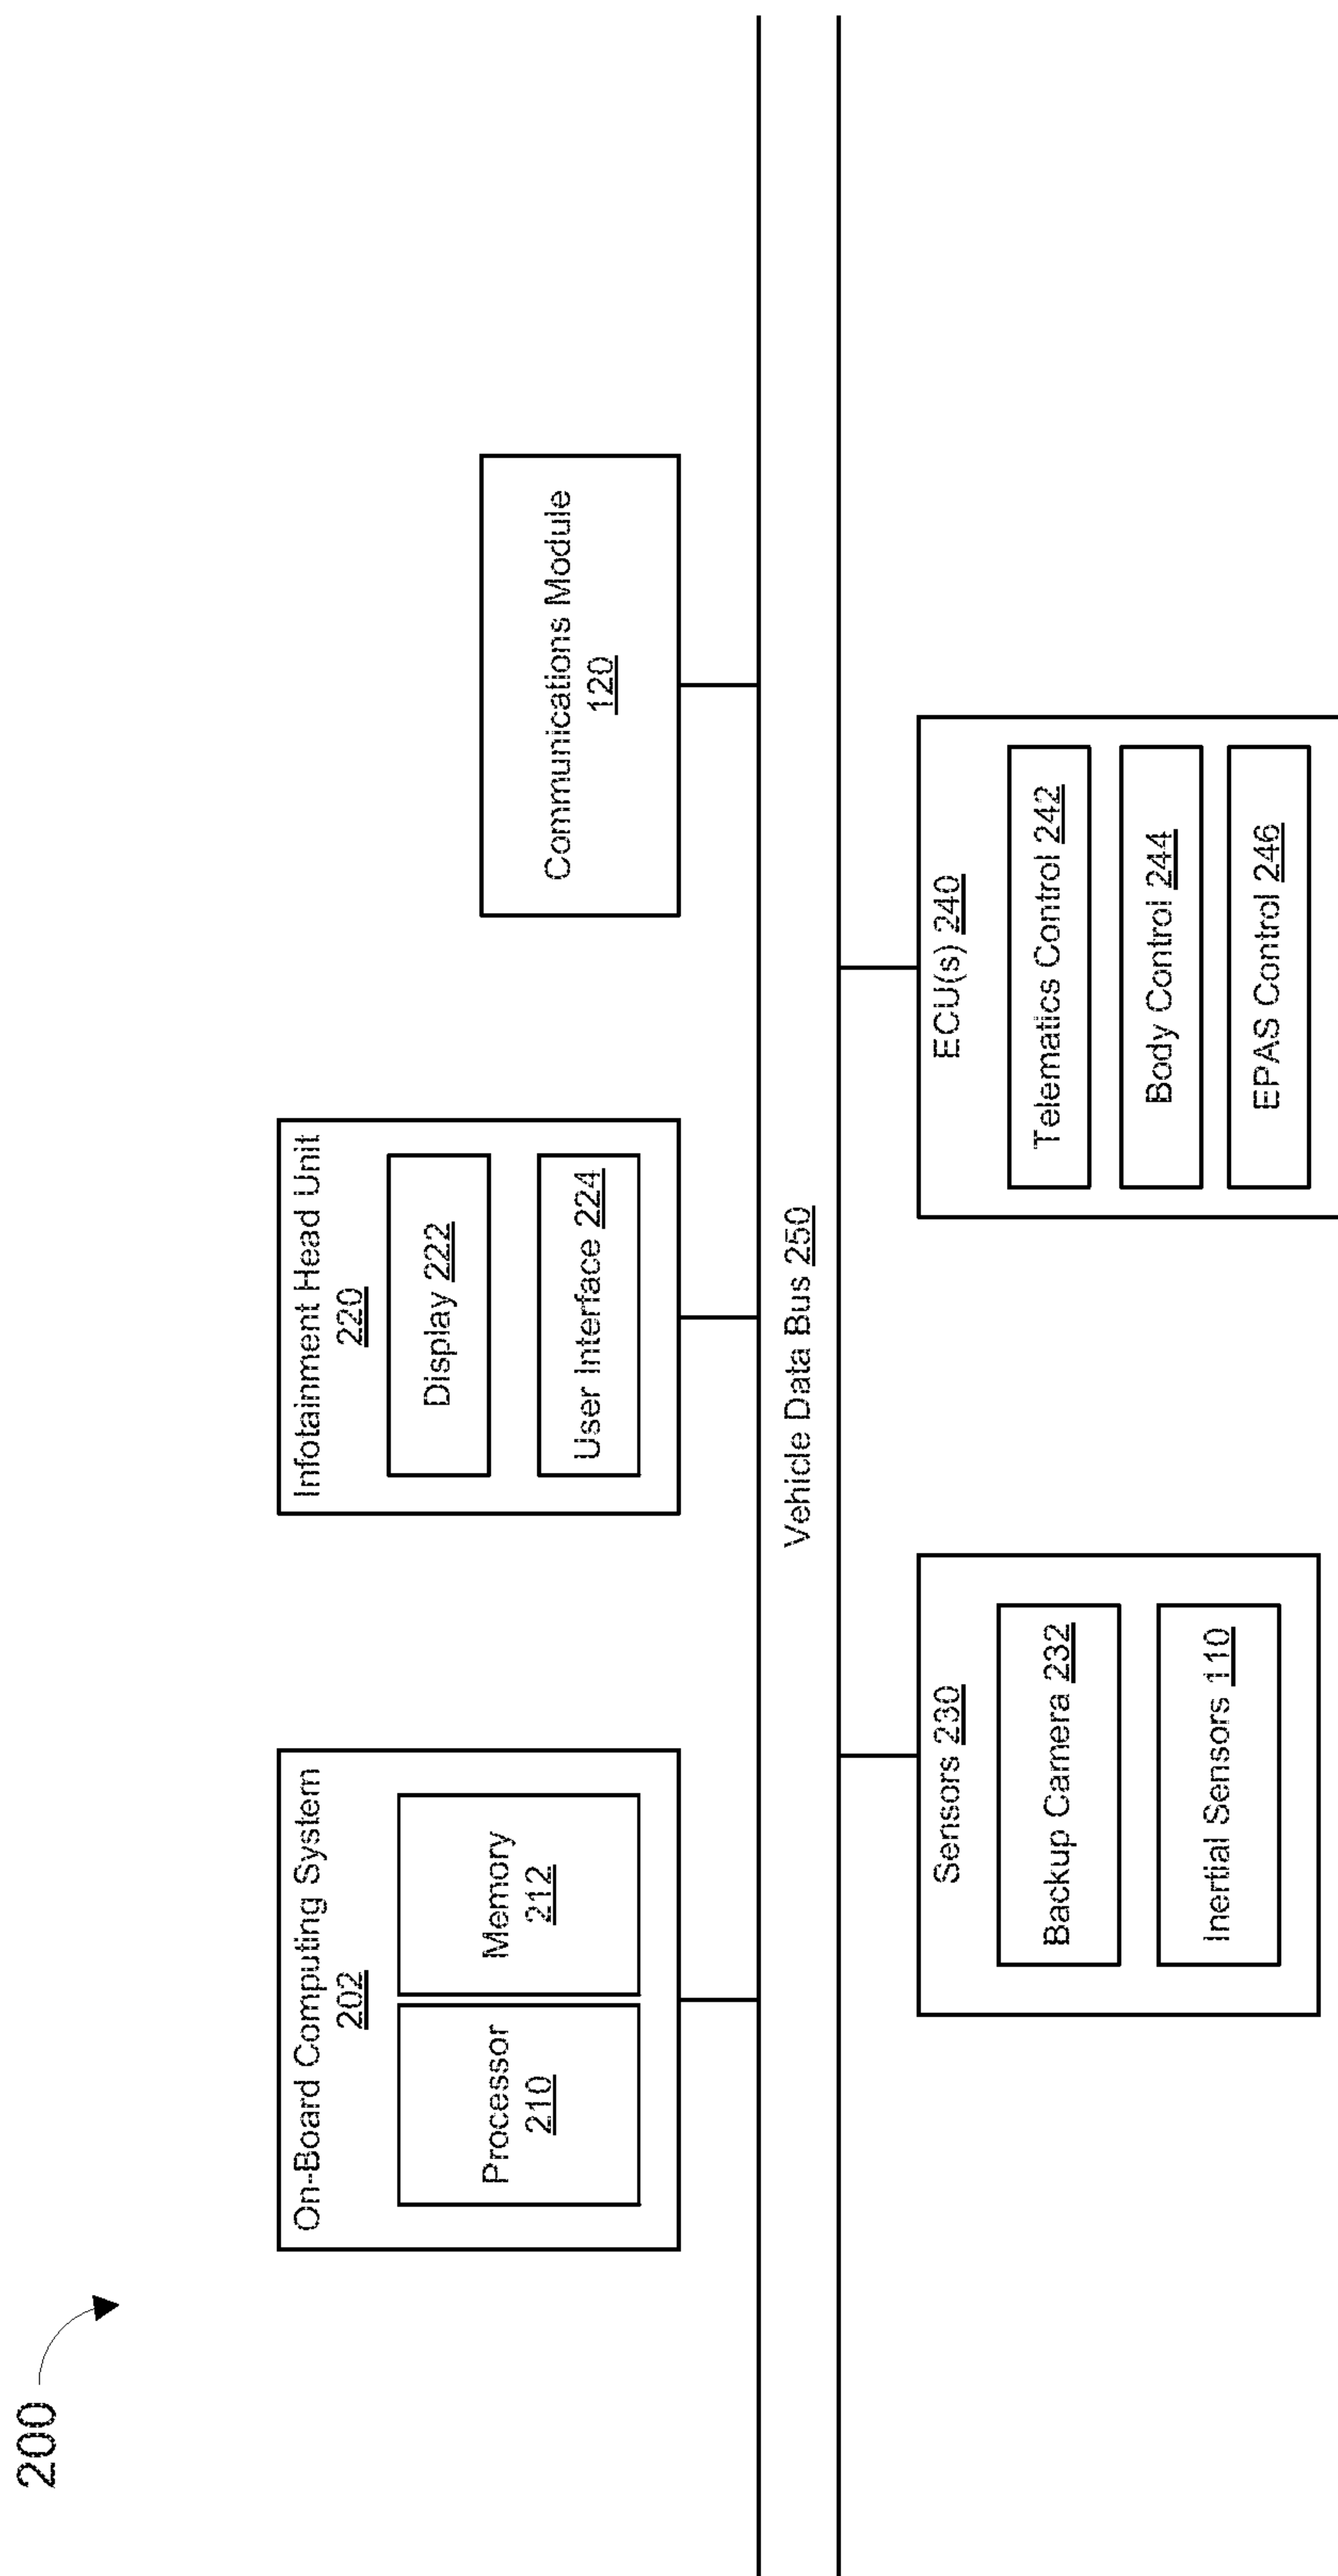 200
On-Board Computing System
202
Processor
210
Memory
212
Infotainment Head Unit
220
Display 222
User Interface 224
Communications Module
120
Vehicle Data Bus 250
Sensors 230
Backup Camera 232
Inertial Sensors 110
ECU(s) 240
Telematics Control 242
Body Control 244
EPAS Control 246